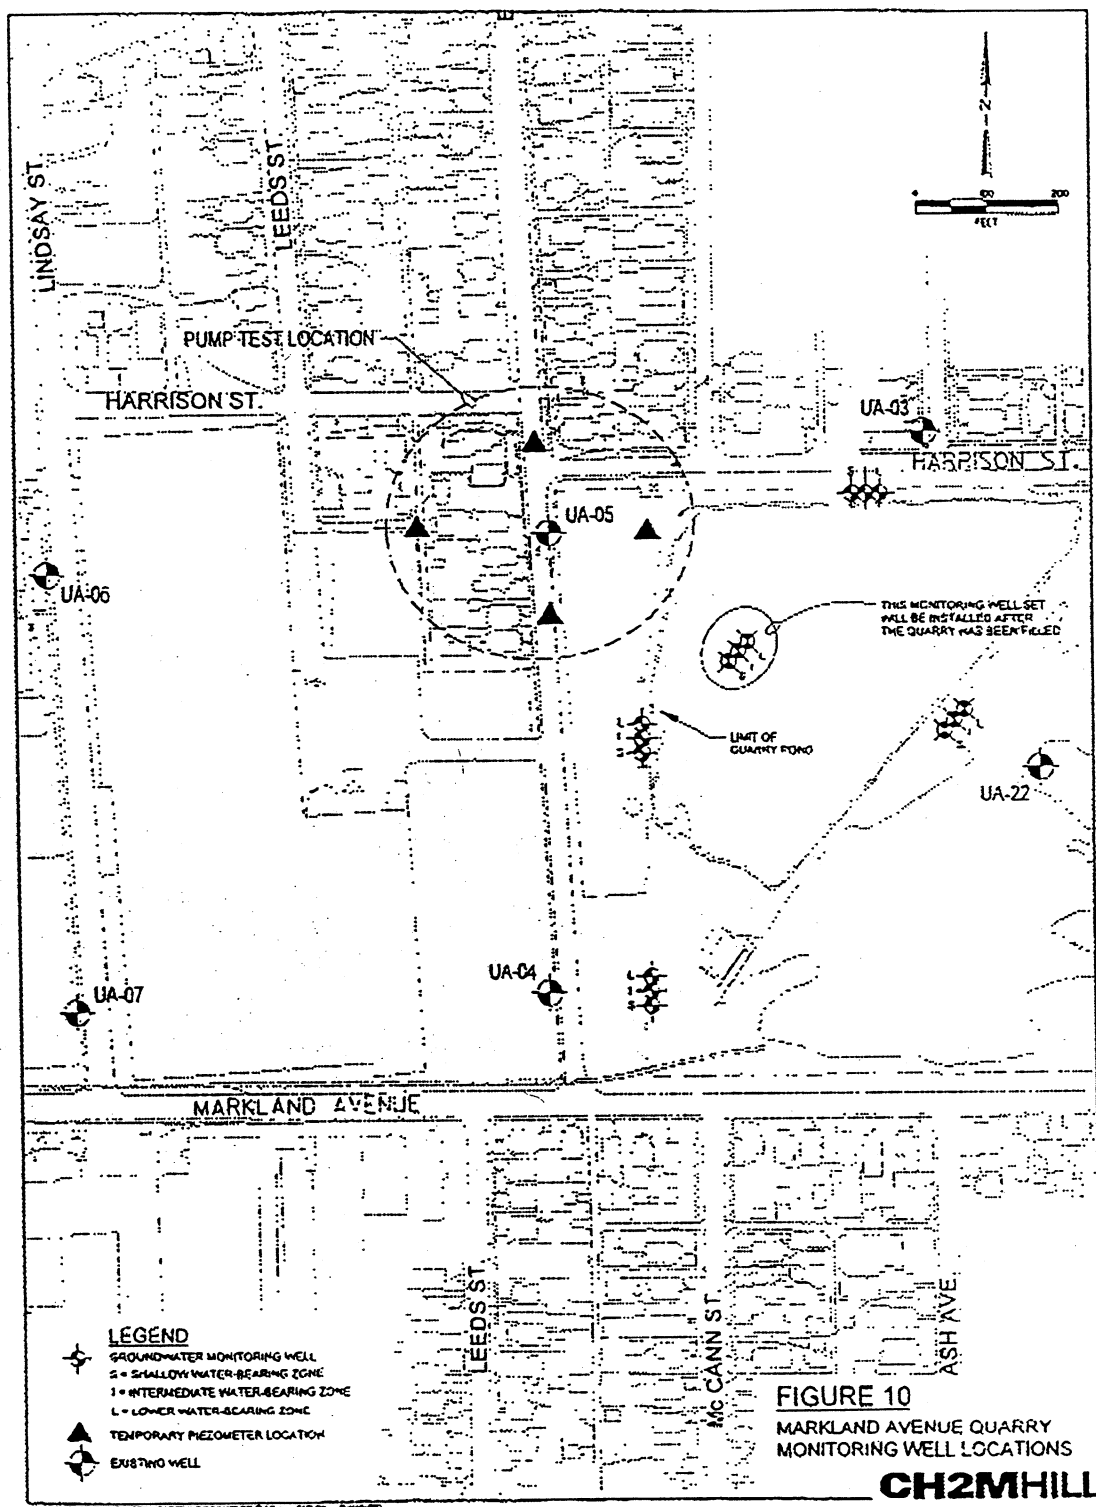 LINDSAY ST.
LEEDS ST.
200
FEET
PUMP TEST LOCATION
HARRISON ST.
UA-03
HARRISON ST.
S I L
UA-05
UA-06
THIS MONITORING WELL SET
WILL BE INSTALLED AFTER
THE QUARRY HAS BEEN FILLED
LIMIT OF
QUARRY POND
UA-22
UA-04
UA-07
MARKLAND AVENUE
LEEDS ST.
Mc CANN ST.
ASH AVE.
LEGEND
GROUNDWATER MONITORING WELL
S = SHALLOW WATER-BEARING ZONE
I = INTERMEDIATE WATER-BEARING ZONE
L = LOWER WATER-BEARING ZONE
TEMPORARY PIEZOMETER LOCATION
EXISTING WELL
FIGURE 10
MARKLAND AVENUE QUARRY
MONITORING WELL LOCATIONS
CH2MHILL